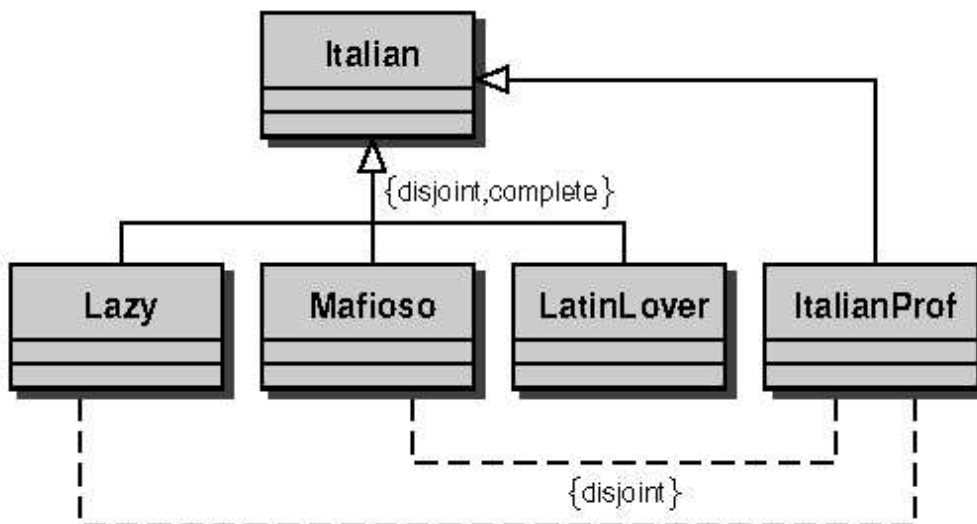 Italian
{disjoint,complete}
Lazy
Mafioso
LatinLover
ItalianProf
{disjoint}